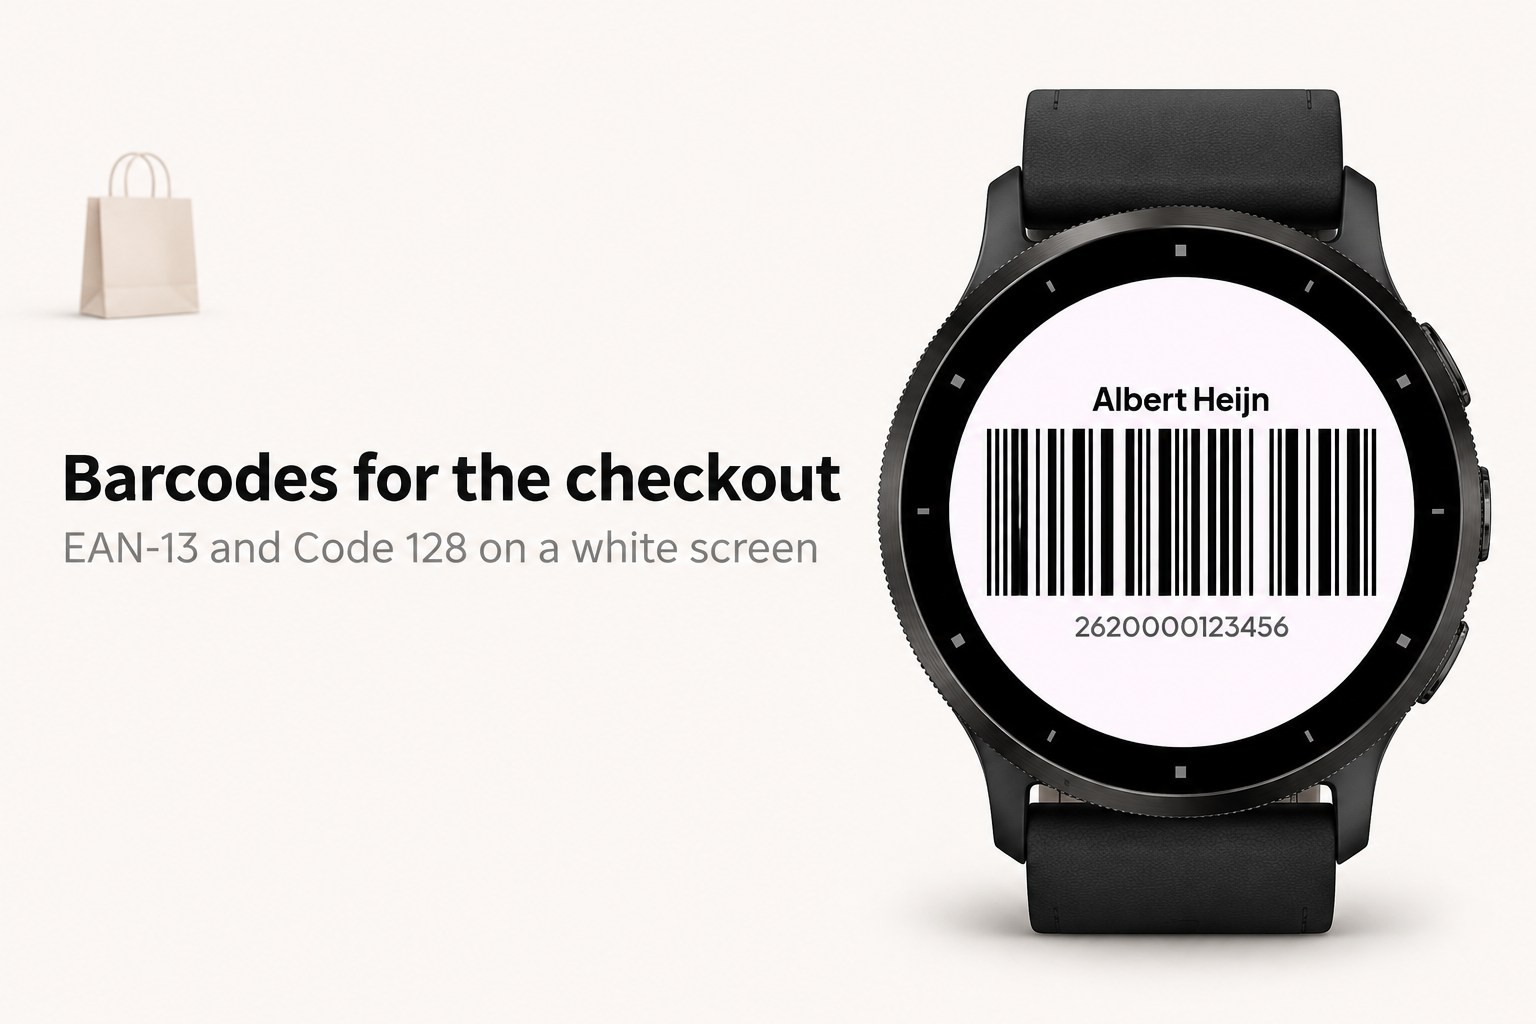 Barcodes for the checkout
EAN-13 and Code 128 on a white screen
Albert Heijn
2620000123456